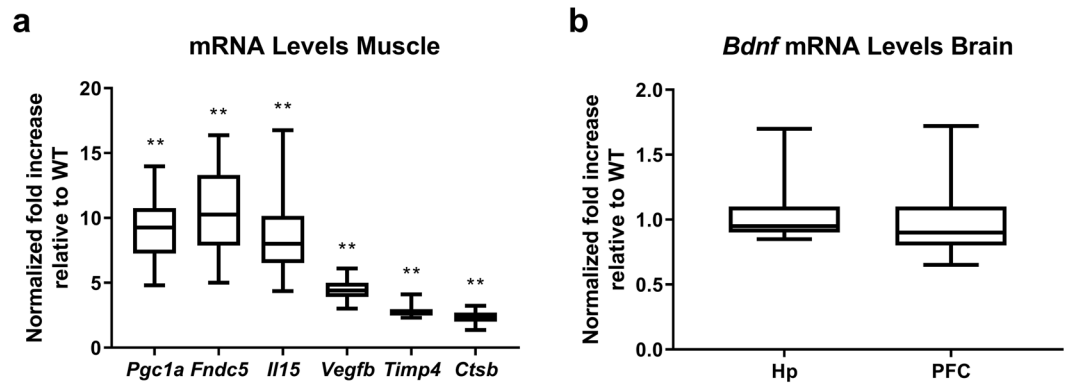 a
mRNA Levels Muscle
Normalized fold increase
relative to WT
20
15
10
5
0
** ** ** ** ** **
Pgc1a Fndc5 Il15 Vegfb Timp4 Ctsb
b
Bdnf mRNA Levels Brain
Normalized fold increase
relative to WT
2.0
1.5
1.0
0.5
0.0
Hp PFC